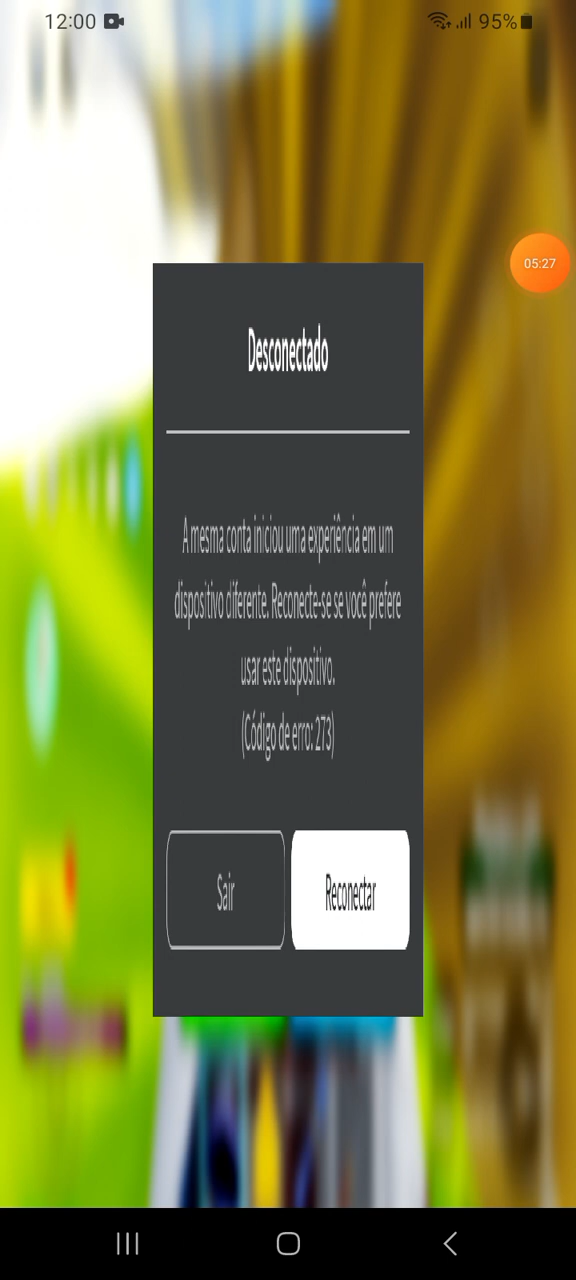 12:00
95%
05:27
Desconectado
A mesma conta iniciou uma experiência em um
dispositivo diferente. Reconecte-se se você prefere
usar este dispositivo.
(Código de erro: 273)
Sair
Reconectar